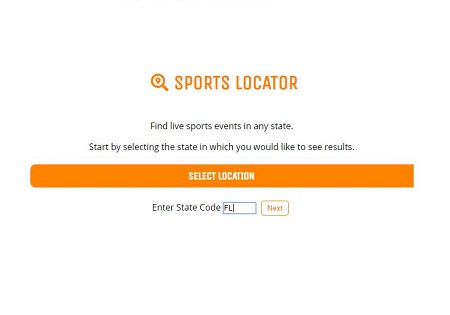 SPORTS LOCATOR
Find live sports events in any state.
Start by selecting the state in which you would like to see results.
SELECT LOCATION
Enter State Code FL Next